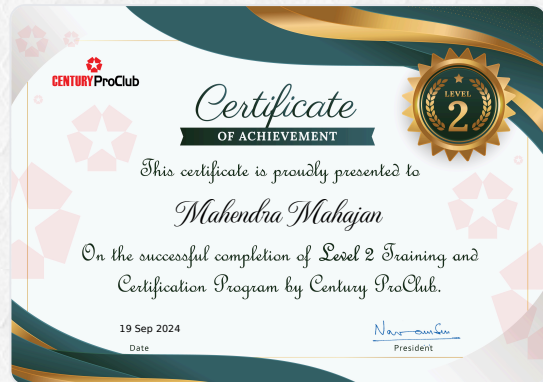 CENTURY ProClub
Certificate
OF ACHIEVEMENT
LEVEL
2
This certificate is proudly presented to
Mahendra Mahajan
On the successful completion of Level 2 Training and
Certification Program by Century ProClub.
19 Sep 2024
Date
President